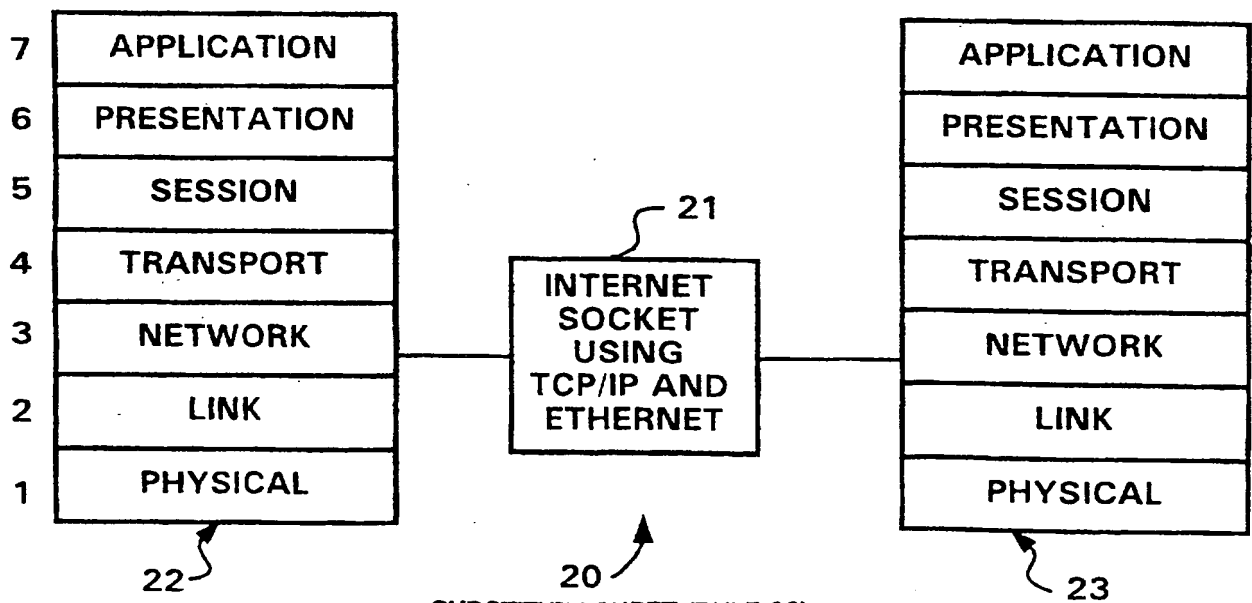 7 APPLICATION
6 PRESENTATION
5 SESSION
4 TRANSPORT
3 NETWORK
2 LINK
1 PHYSICAL
22
21
INTERNET
SOCKET
USING
TCP/IP AND
ETHERNET
20
APPLICATION
PRESENTATION
SESSION
TRANSPORT
NETWORK
LINK
PHYSICAL
23